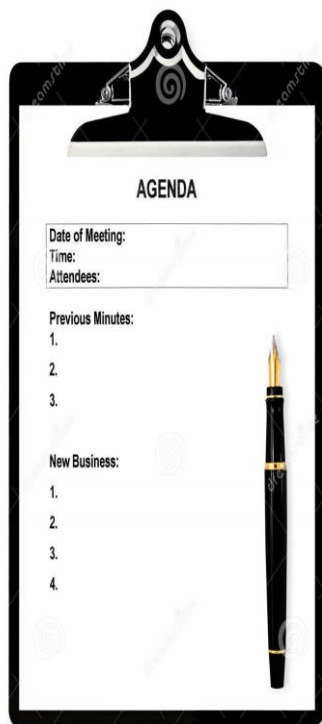 AGENDA
Date of Meeting:
Time:
Attendees:
Previous Minutes:
1.
2.
3.
New Business:
1.
2.
3.
4.